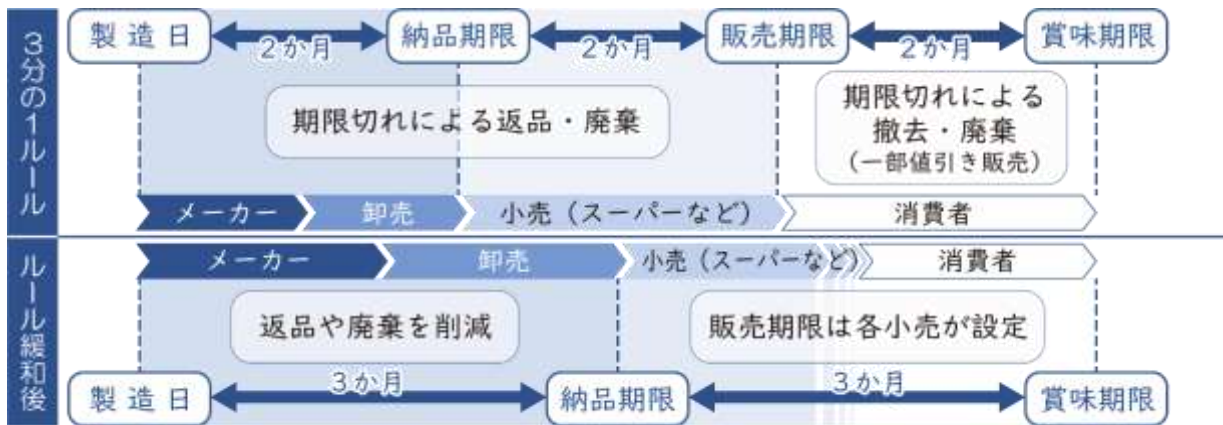 3分の1ルール
製造日
2か月
納品期限
2か月
販売期限
2か月
賞味期限
期限切れによる返品・廃棄
期限切れによる
撤去・廃棄
(一部値引き販売)
メーカー
卸売
小売(スーパーなど)
消費者
ルール緩和後
メーカー
卸売
小売(スーパーなど)
消費者
返品や廃棄を削減
販売期限は各小売が設定
製造日
3か月
納品期限
3か月
賞味期限